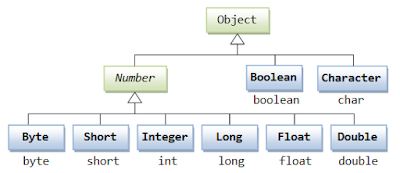 Object
Number Boolean Character
boolean char
Byte Short Integer Long Float Double
byte short int long float double